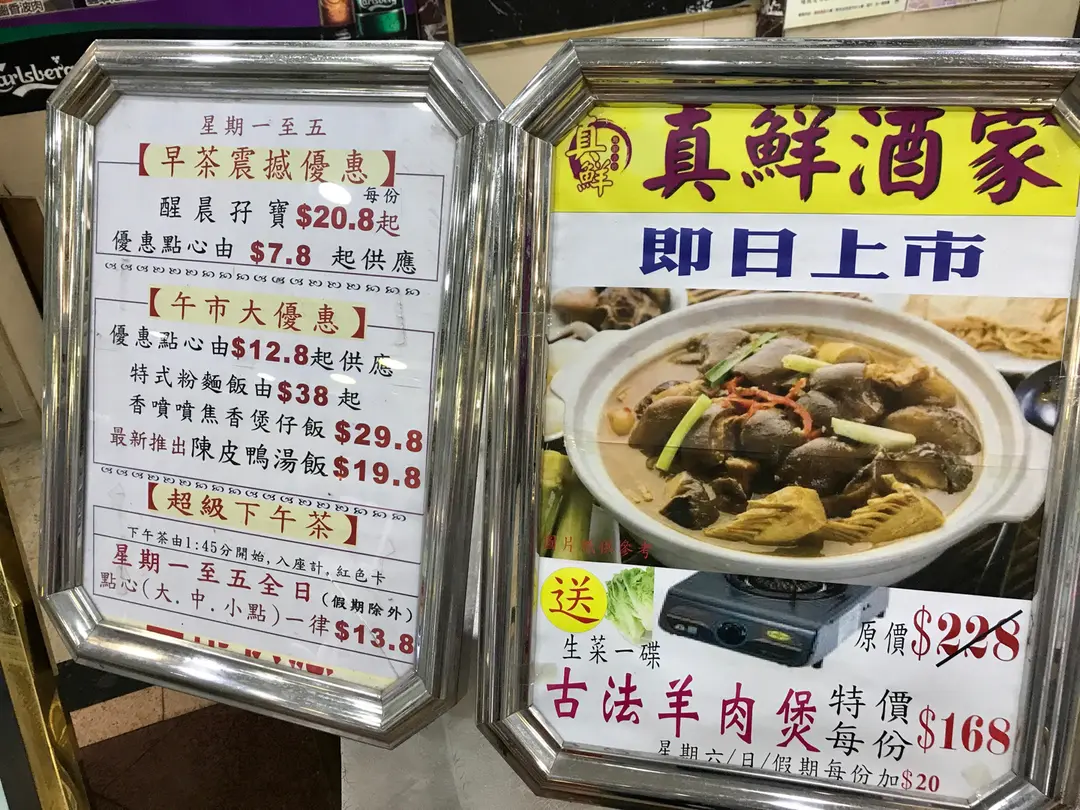 Carlsberg
星期一至五
【早茶震撼優惠】
醒晨孖寶$20.8起 每份
優惠點心由 $7.8 起供應
【午市大優惠】
優惠點心由$12.8起供應
特式粉麵飯由$38起
香噴噴焦香煲仔飯 $29.8
最新推出陳皮鴨湯飯$19.8
【超級下午茶】
下午茶由1:45分開始,入座計,紅色卡
星期一至五全日(假期除外)
點心(大.中.小點)一律$13.8
真鮮
真鮮酒家
即日上市
送
生菜一碟
原價$228
古法羊肉煲 特價每份$168
星期六/日/假期每份加$20